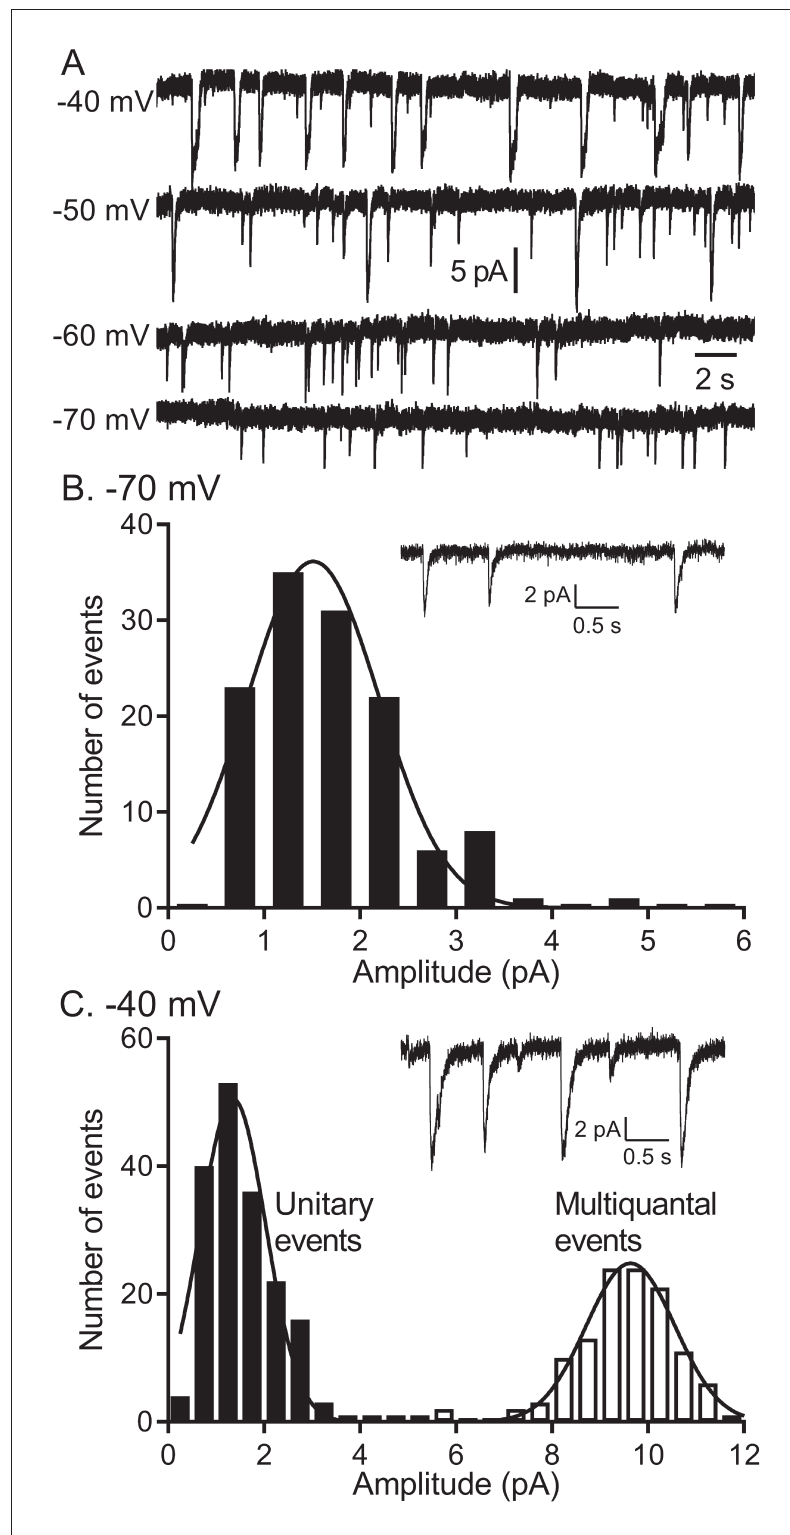 A
-40 mV
-50 mV
5 pA
-60 mV
2 s
-70 mV
B. -70 mV
40
30
20
10
0
Number of events
2 pA
0.5 s
0 1 2 3 4 5 6
Amplitude (pA)
C. -40 mV
60
40
20
0
Number of events
2 pA
0.5 s
Unitary
events
Multiquantal
events
0 2 4 6 8 10 12
Amplitude (pA)